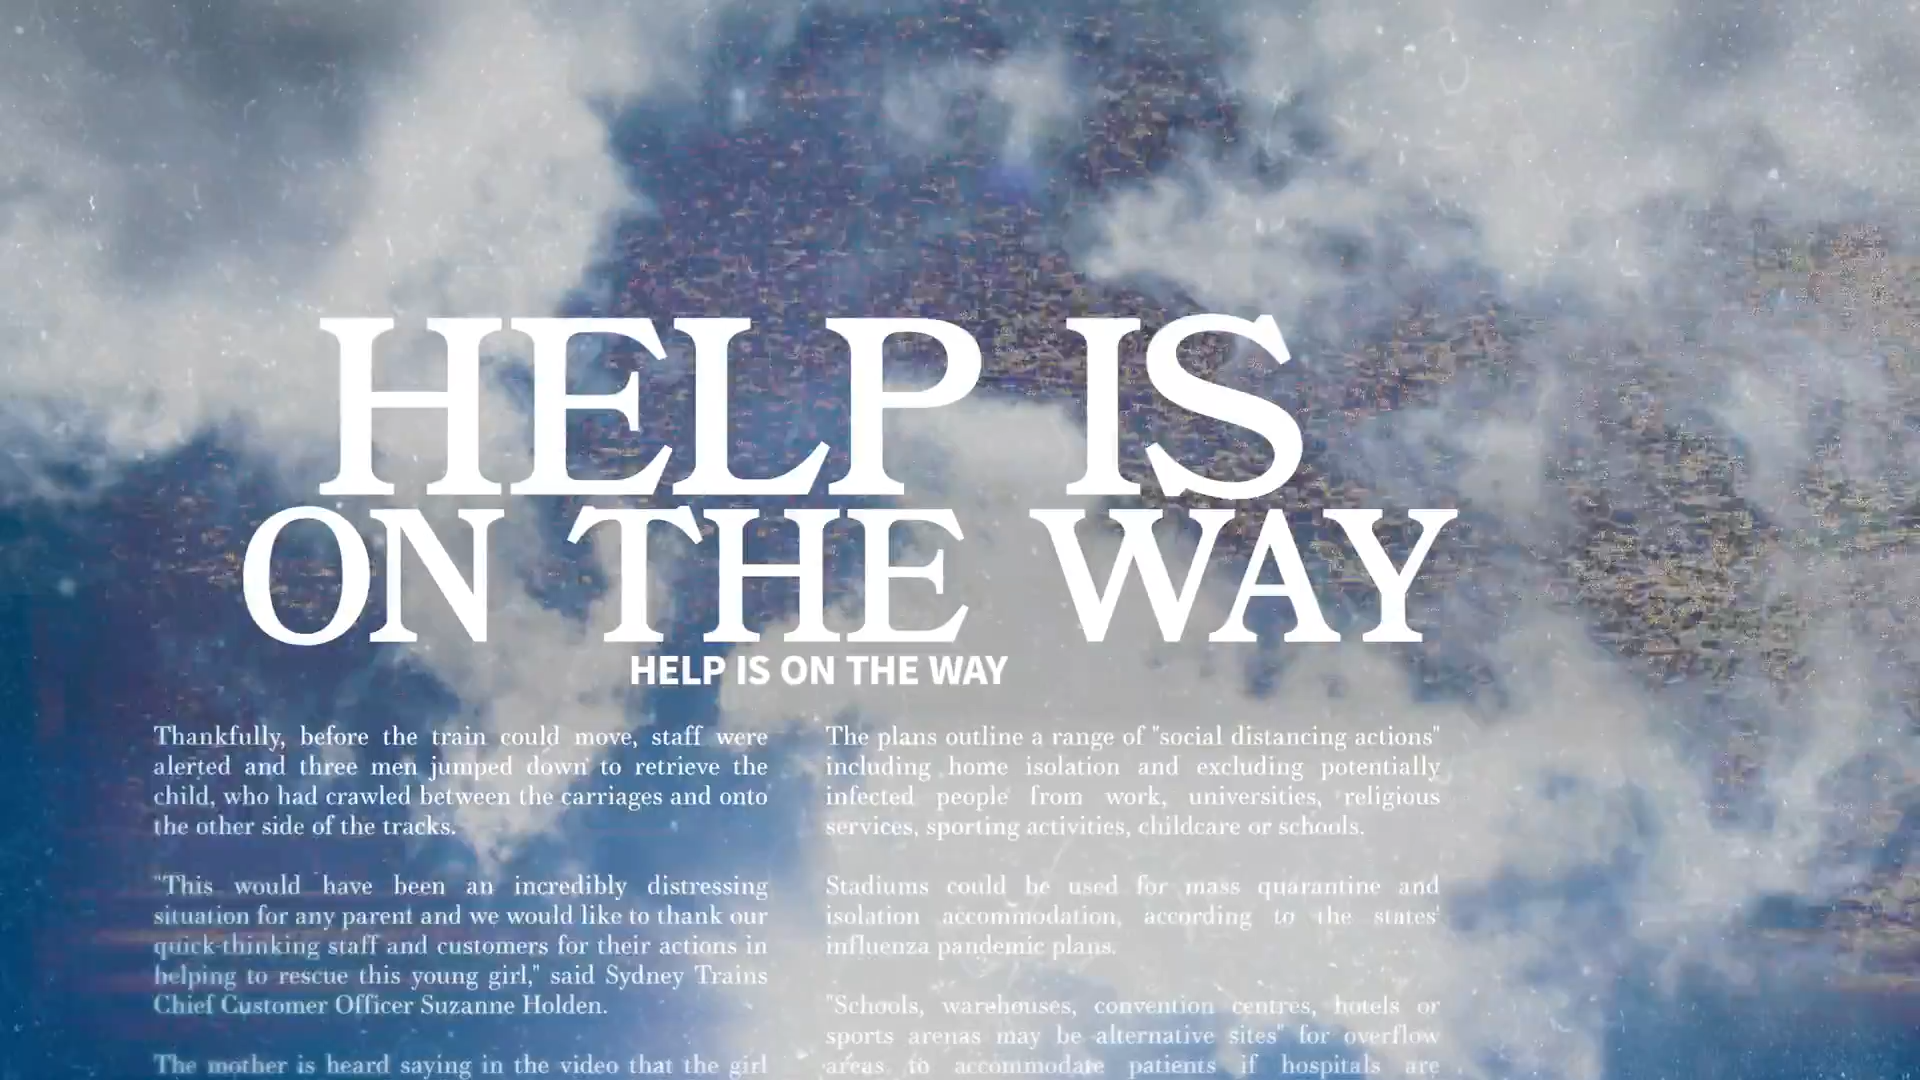 HELP IS
ON THE WAY
HELP IS ON THE WAY
Thankfully, before the train could move, staff were
alerted and three men jumped down to retrieve the
child, who had crawled between the carriages and onto
the other side of the tracks.
"This would have been an incredibly distressing
situation for any parent and we would like to thank our
quick-thinking staff and customers for their actions in
helping to rescue this young girl," said Sydney Trains
Chief Customer Officer Suzanne Holden.
The mother is heard saying in the video that the girl
The plans outline a range of "social distancing actions"
including home isolation and excluding potentially
infected people from work, universities, religious
services, sporting activities, childcare or schools.
Stadiums could be used for mass quarantine and
isolation accommodation, according to the states'
influenza pandemic plans.
"Schools, warehouses, convention centres, hotels or
sports arenas may be alternative sites" for overflow
areas to accommodate patients if hospitals are